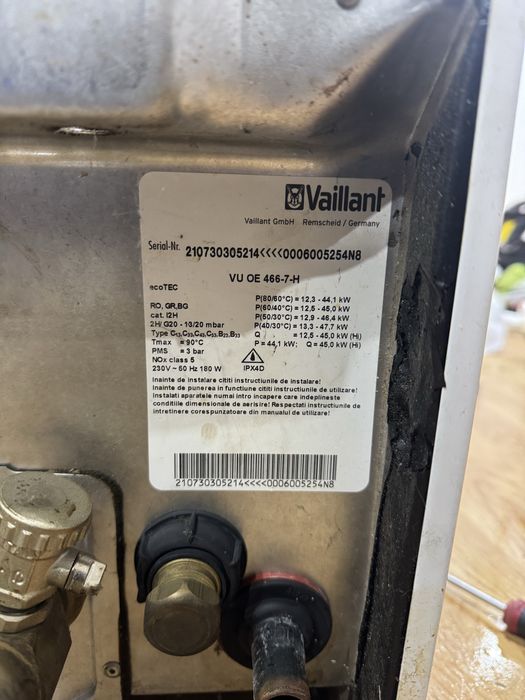 Vaillant
Vaillant GmbH Remscheid / Germany
Serial-Nr. 210730305214<<<<0006005254N8
VU OE 466-7-H
ecoTEC
RO, GR,BG
cat. I2H
2H/ G20 - 13/20 mbar
Type C13,C33,C43,C53,B23,B33
Tmax = 90°C
PMS = 3 bar
NOx class 5
230V ~ 50 Hz 180 W
P(80/60°C) = 12,3 - 44,1 kW
P(60/40°C) = 12,5 - 45,0 kW
P(50/30°C) = 12,9 - 46,4 kW
P(40/30°C) = 13,3 - 47,7 kW
Q = 12,5 - 45,0 kW (Hi)
P = 44,1 kW; Q = 45,0 kW (Hi)
IPX4D
Inainte de instalare cititi instructiunile de instalare!
Inainte de punerea in functiune cititi instructiunile de utilizare!
Instalati aparatele numai intro incapere care indeplineste
conditiile dimensionale de aerisire! Respectati instructiunile de
intretinere corespunzatoare din manualul de utilizare!
210730305214<<<<0006005254N8